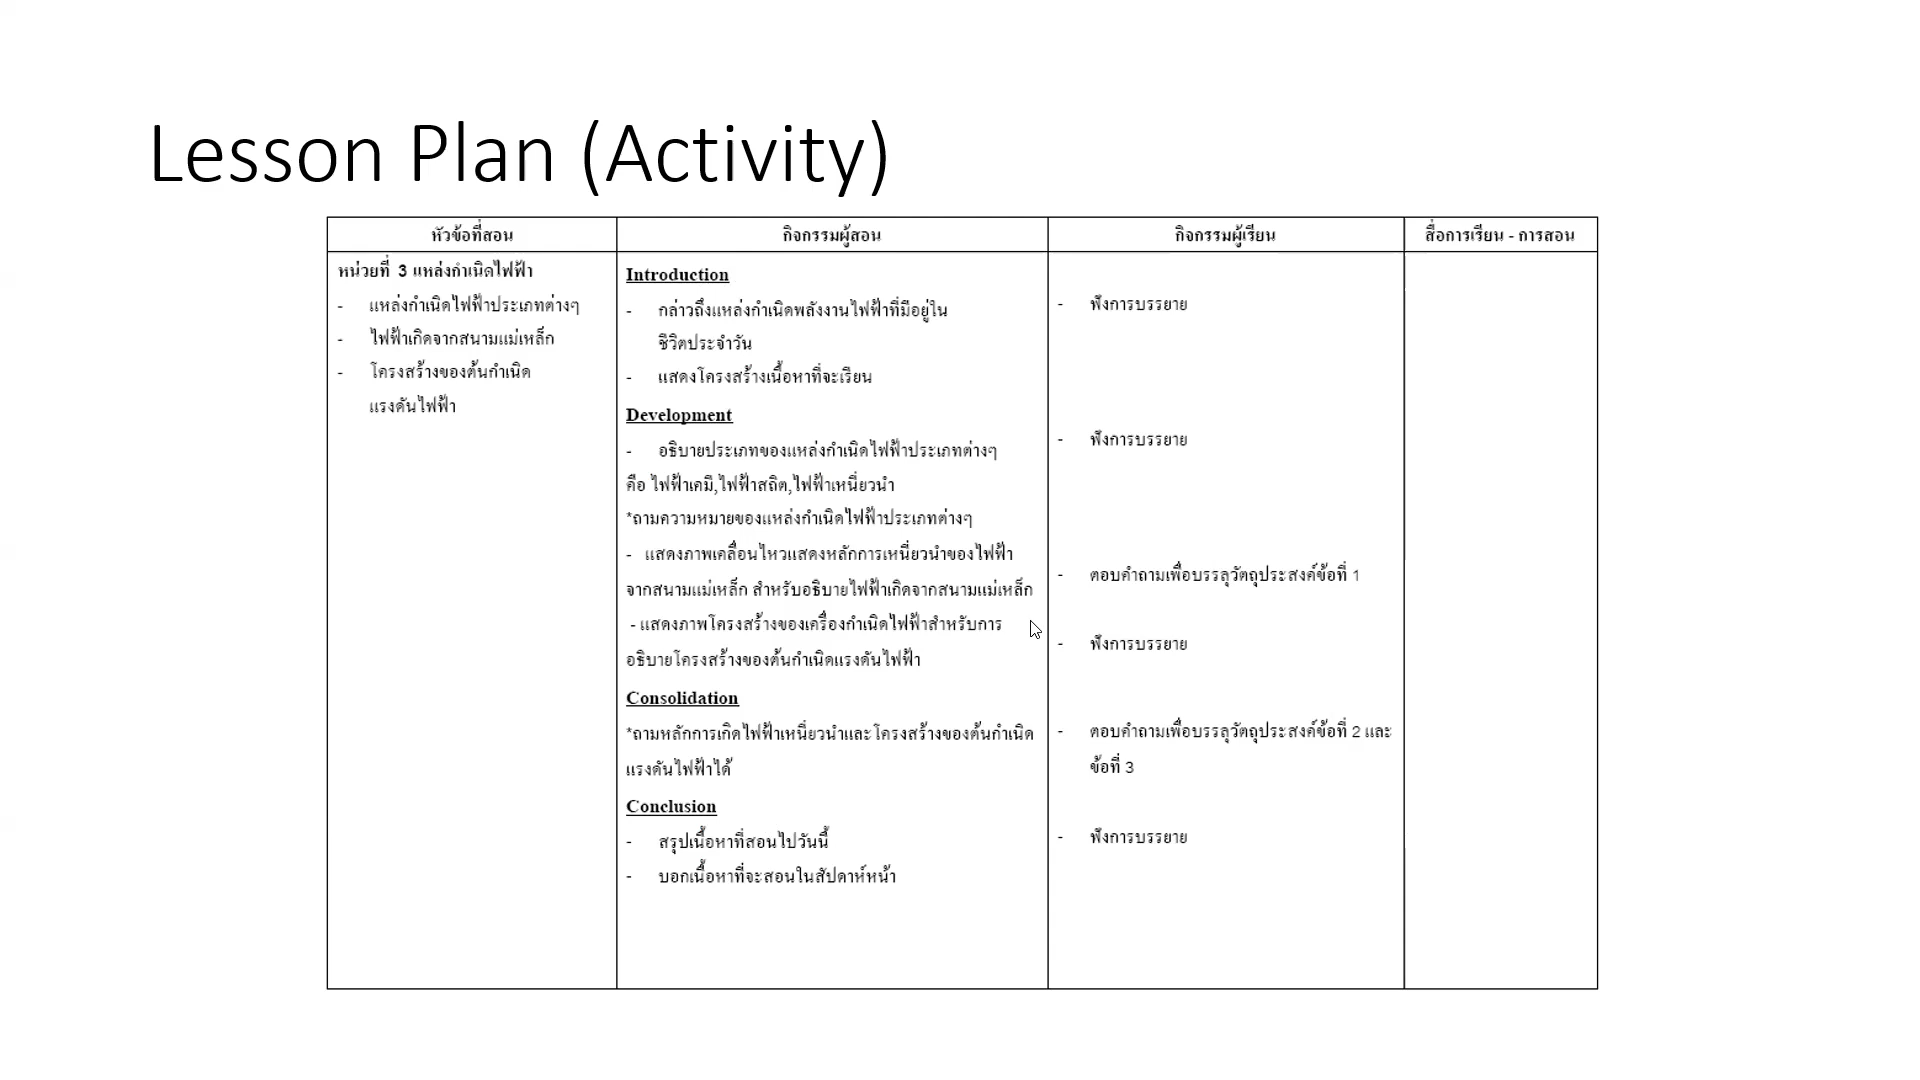 Lesson Plan (Activity)
หัวข้อที่สอน
กิจกรรมผู้สอน
กิจกรรมผู้เรียน
สื่อการเรียน - การสอน
หน่วยที่ 3 แหล่งกำเนิดไฟฟ้า
- แหล่งกำเนิดไฟฟ้าประเภทต่างๆ
- ไฟฟ้าเกิดจากสนามแม่เหล็ก
- โครงสร้างของต้นกำเนิด
แรงดันไฟฟ้า
Introduction
- กล่าวถึงแหล่งกำเนิดพลังงานไฟฟ้าที่มีอยู่ใน
ชีวิตประจำวัน
- แสดงโครงสร้างเนื้อหาที่จะเรียน
Development
- อธิบายประเภทของแหล่งกำเนิดไฟฟ้าประเภทต่างๆ
คือ ไฟฟ้าเคมี,ไฟฟ้าสถิต,ไฟฟ้าเหนี่ยวนำ
*ถามความหมายของแหล่งกำเนิดไฟฟ้าประเภทต่างๆ
- แสดงภาพเคลื่อนไหวแสดงหลักการเหนี่ยวนำของไฟฟ้า
จากสนามแม่เหล็ก สำหรับอธิบายไฟฟ้าเกิดจากสนามแม่เหล็ก
- แสดงภาพโครงสร้างของเครื่องกำเนิดไฟฟ้าสำหรับการ
อธิบายโครงสร้างของต้นกำเนิดแรงดันไฟฟ้า
Consolidation
*ถามหลักการเกิดไฟฟ้าเหนี่ยวนำและโครงสร้างของต้นกำเนิด
แรงดันไฟฟ้าได้
Conclusion
- สรุปเนื้อหาที่สอนไปวันนี้
- บอกเนื้อหาที่จะสอนในสัปดาห์หน้า
- ฟังการบรรยาย
- ฟังการบรรยาย
- ตอบคำถามเพื่อบรรลุวัตถุประสงค์ข้อที่ 1
- ฟังการบรรยาย
- ตอบคำถามเพื่อบรรลุวัตถุประสงค์ข้อที่ 2 และ
ข้อที่ 3
- ฟังการบรรยาย